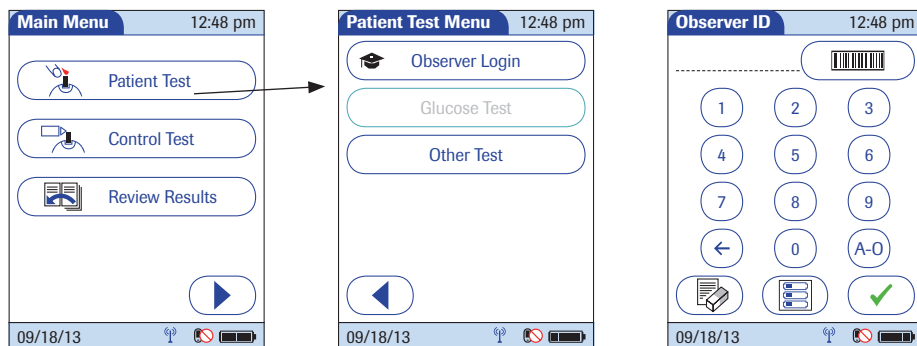 Main Menu 12:48 pm
Patient Test
Control Test
Review Results
09/18/13
Patient Test Menu 12:48 pm
Observer Login
Glucose Test
Other Test
09/18/13
Observer ID 12:48 pm
1 2 3
4 5 6
7 8 9
0 A-O
09/18/13